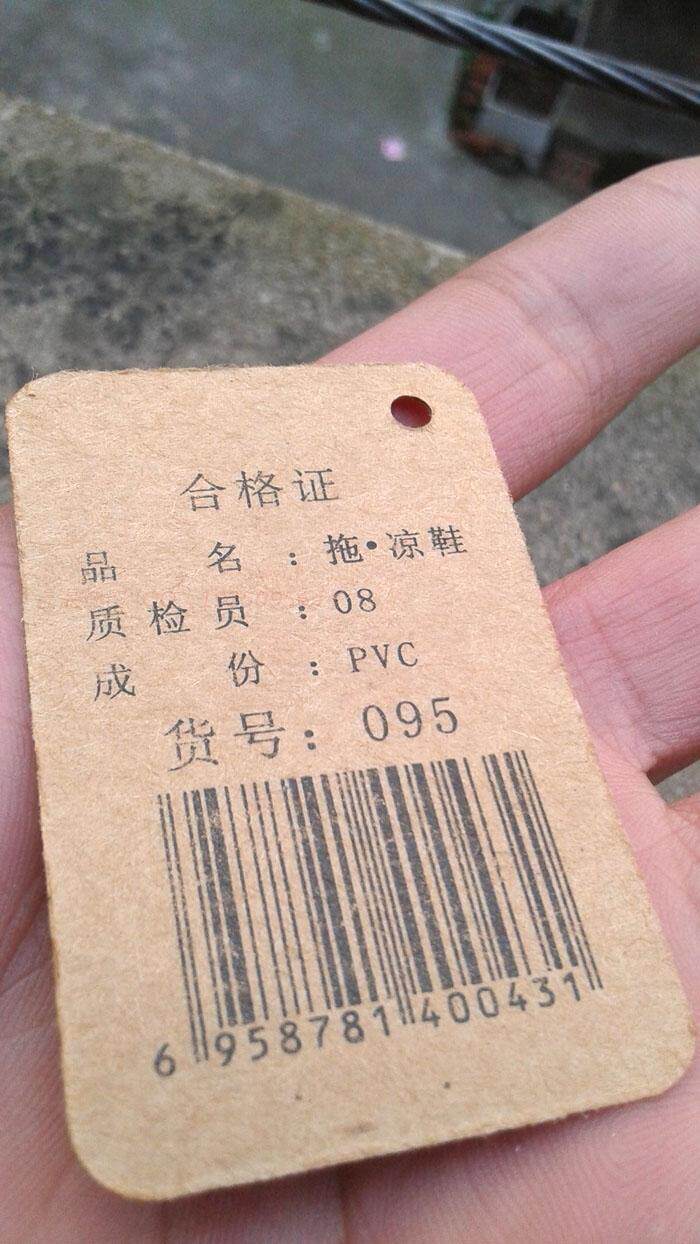 合格证
品 名：拖·凉鞋
质检员：08
成 份：PVC
货号：095
6 958781 400431